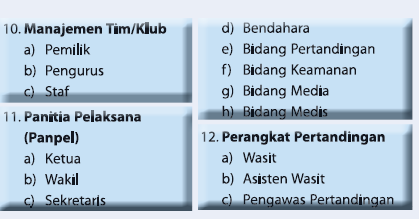 10. Manajemen Tim/Klub
a) Pemilik
b) Pengurus
c) Staf
11. Panitia Pelaksana
(Panpel)
a) Ketua
b) Wakil
c) Sekretaris
d) Bendahara
e) Bidang Pertandingan
f) Bidang Keamanan
g) Bidang Media
h) Bidang Medis
12. Perangkat Pertandingan
a) Wasit
b) Asisten Wasit
c) Pengawas Pertandingan